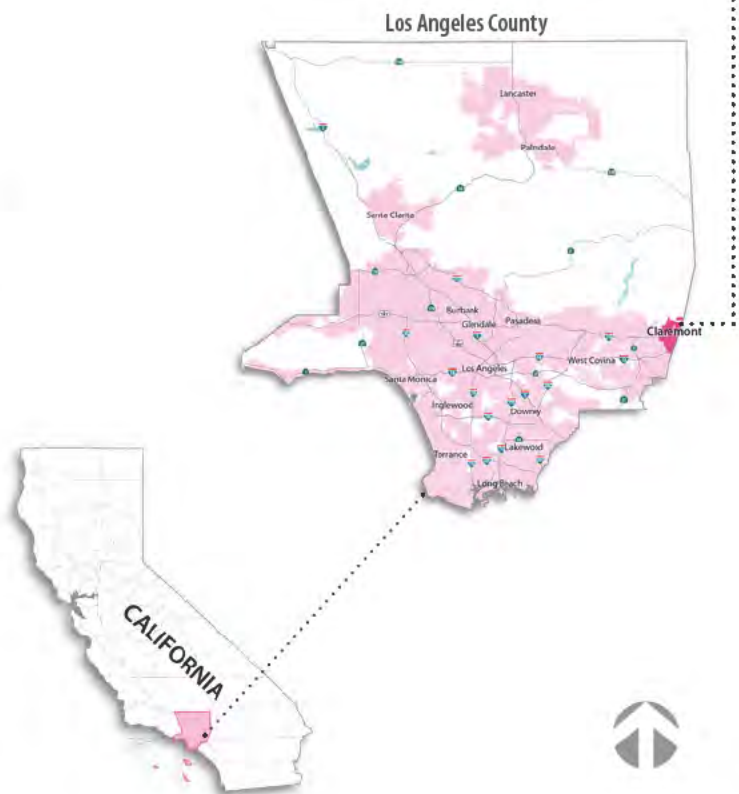 Los Angeles County
Lancaster
Palmdale
Santa Clarita
Burbank
Glendale
Pasadena
Claremont
West Covina
Los Angeles
Santa Monica
Inglewood
Downey
Torrance
Lakewood
Long Beach
CALIFORNIA